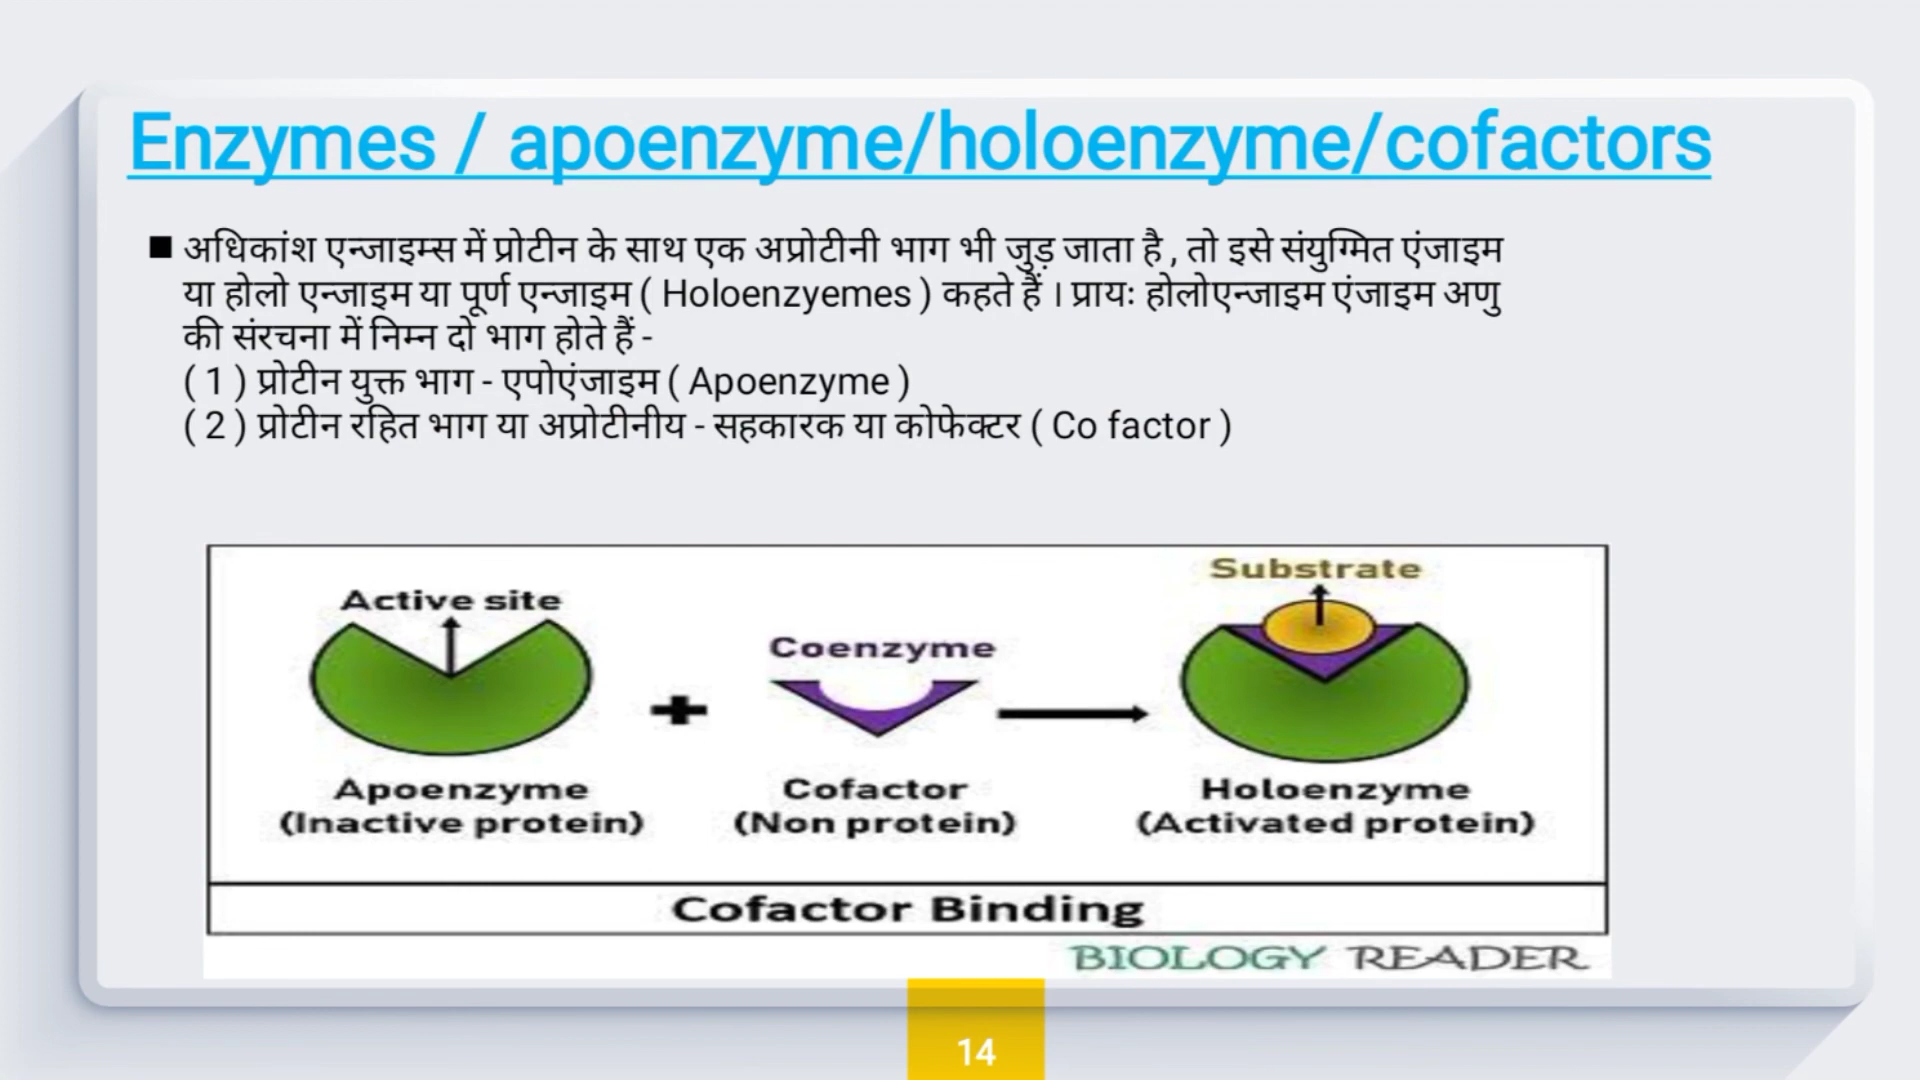 Enzymes / apoenzyme/holoenzyme/cofactors
■ अधिकांश एन्जाइम्स में प्रोटीन के साथ एक अप्रोटीनी भाग भी जुड़ जाता है , तो इसे संयुग्मित एंजाइम
या होलो एन्जाइम या पूर्ण एन्जाइम ( Holoenzyemes ) कहते हैं । प्रायः होलोएन्जाइम एंजाइम अणु
की संरचना में निम्न दो भाग होते हैं -
( 1 ) प्रोटीन युक्त भाग - एपोएंजाइम ( Apoenzyme )
( 2 ) प्रोटीन रहित भाग या अप्रोटीनीय - सहकारक या कोफेक्टर ( Co factor )
Substrate
Active site
Coenzyme
Apoenzyme
(Inactive protein)
Cofactor
(Non protein)
Holoenzyme
(Activated protein)
Cofactor Binding
BIOLOGY READER
14